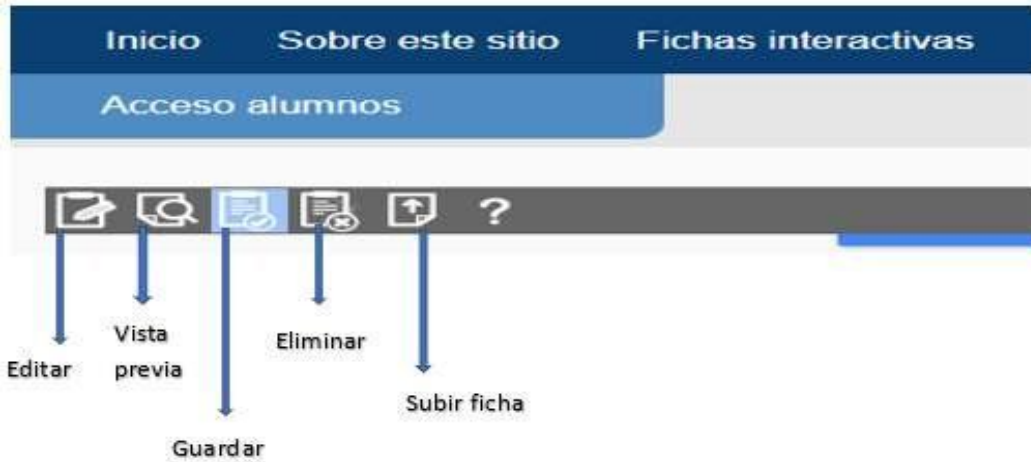 Inicio Sobre este sitio Fichas interactivas
Acceso alumnos
?
Editar
Vista
previa
Guardar
Eliminar
Subir ficha